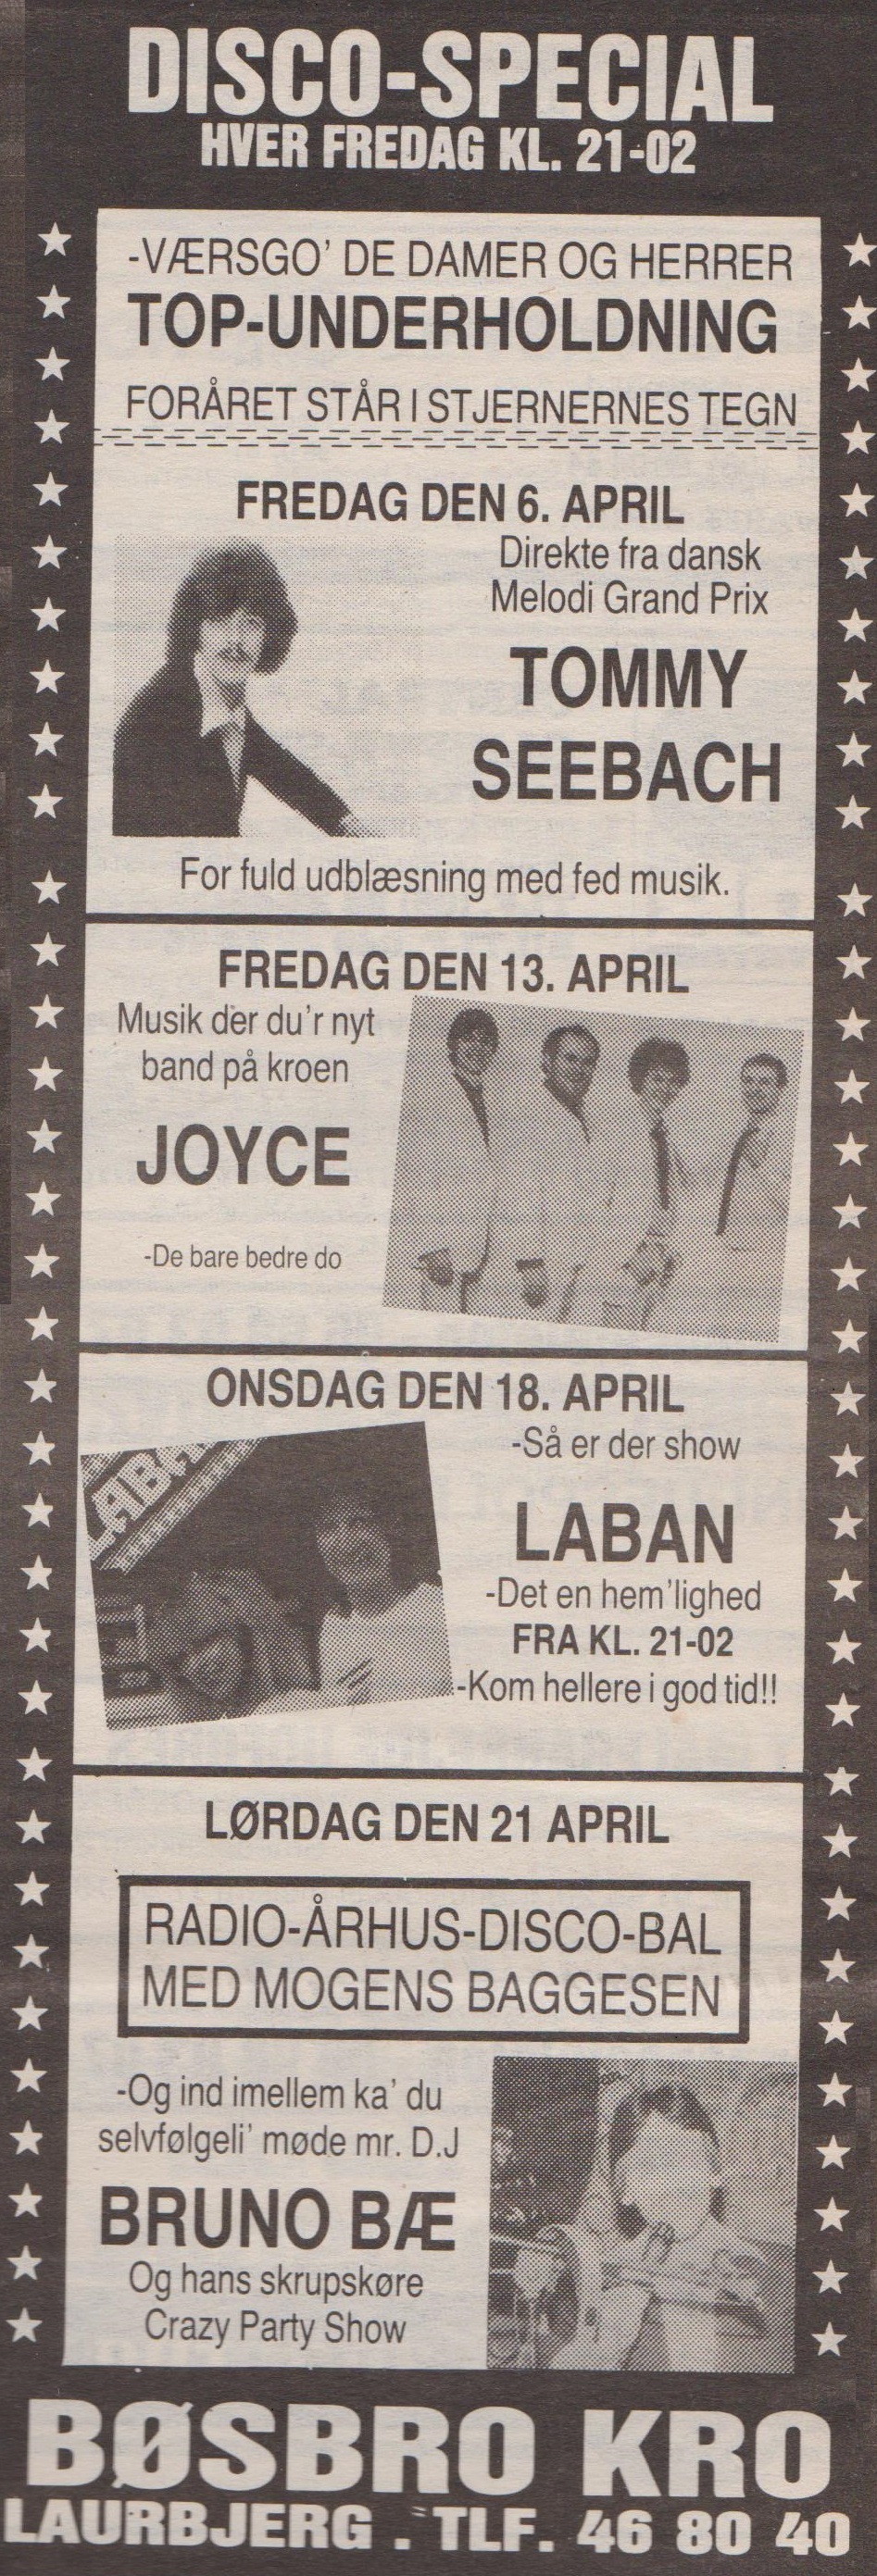 DISCO-SPECIAL
HVER FREDAG KL. 21-02
-VÆRSGO' DE DAMER OG HERRER
TOP-UNDERHOLDNING
FORÅRET STÅR I STJERNERNES TEGN
FREDAG DEN 6. APRIL
Direkte fra dansk
Melodi Grand Prix
TOMMY
SEEBACH
For fuld udblæsning med fed musik.
FREDAG DEN 13. APRIL
Musik der du'r nyt
band på kroen
JOYCE
-De bare bedre do
ONSDAG DEN 18. APRIL
-Så er der show
LABAN
-Det en hem'lighed
FRA KL. 21-02
-Kom hellere i god tid!!
LØRDAG DEN 21 APRIL
RADIO-ÅRHUS-DISCO-BAL
MED MOGENS BAGGESEN
-Og ind imellem ka' du
selvfølgeli' møde mr. D.J
BRUNO BÆ
Og hans skrupskøre
Crazy Party Show
BØSBRO KRO
LAURBJERG . TLF. 46 80 40